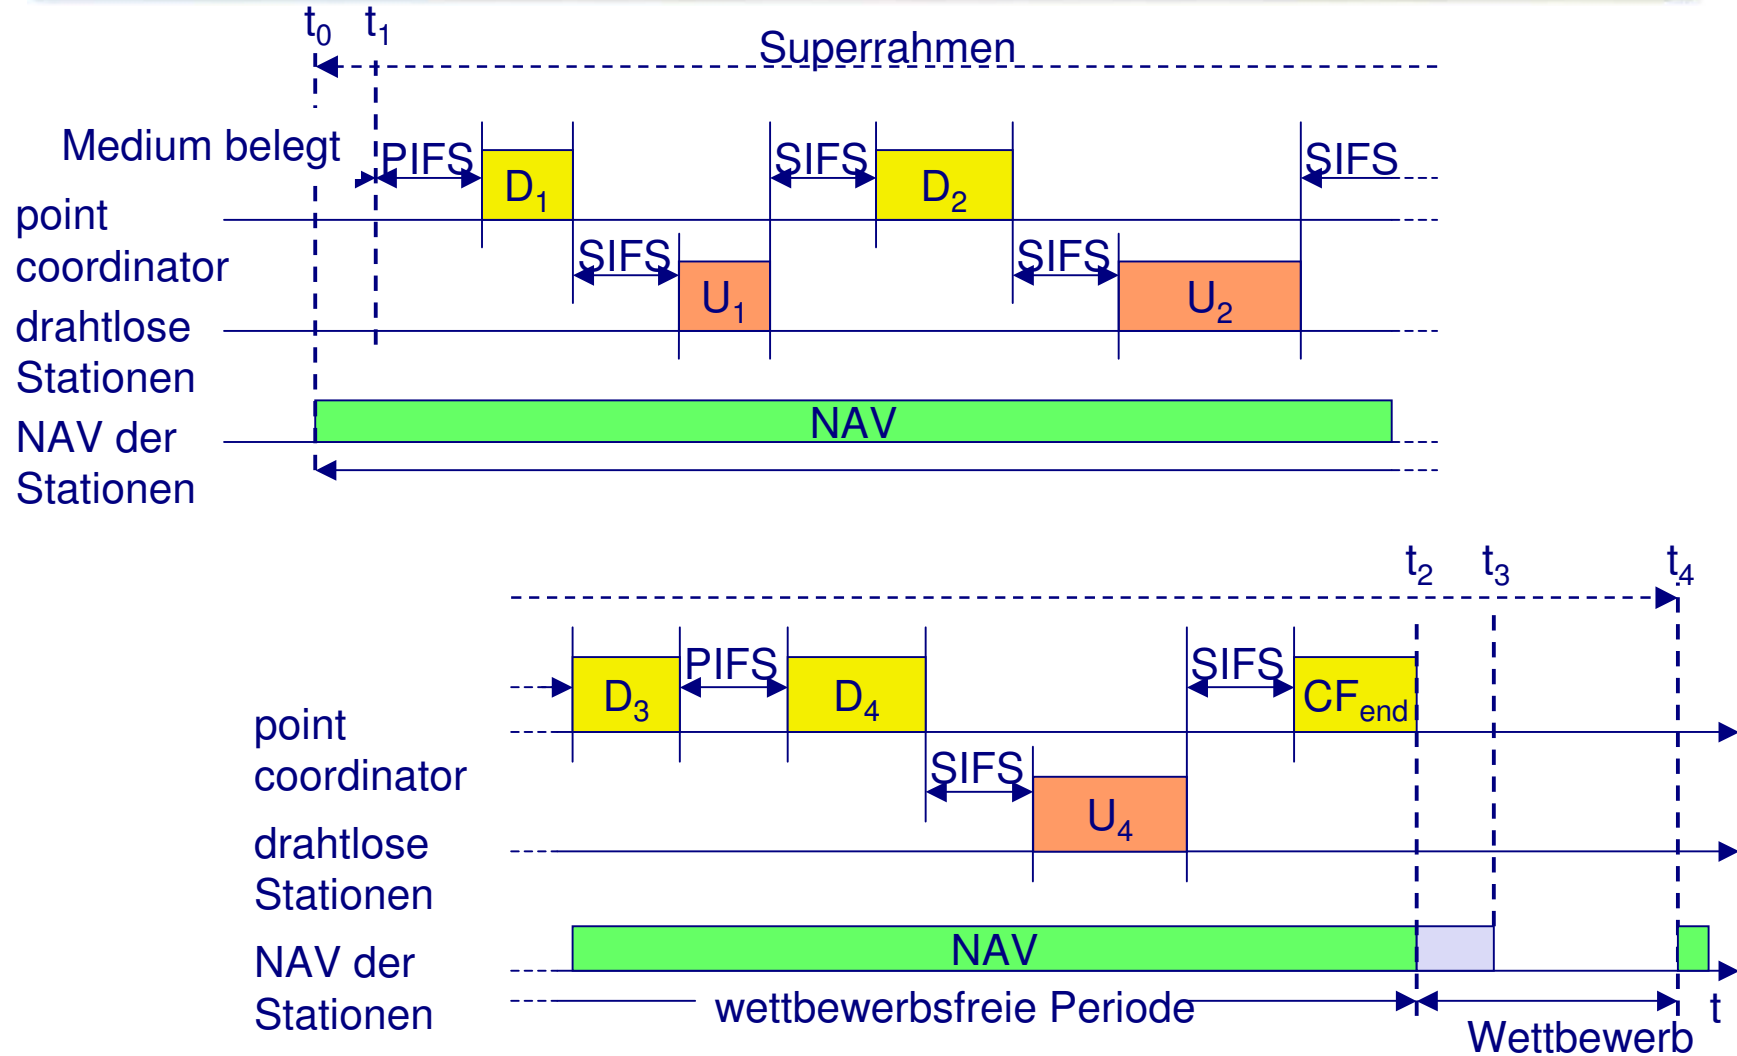 t0 t1
Superrahmen
Medium belegt
PIFS
D1
SIFS
D2
SIFS
point
coordinator
SIFS
U1
SIFS
U2
drahtlose
Stationen
NAV der
Stationen
NAV
t2 t3 t4
D3
PIFS
D4
SIFS
CFend
point
coordinator
SIFS
U4
drahtlose
Stationen
NAV der
Stationen
NAV
wettbewerbsfreie Periode
t
Wettbewerb